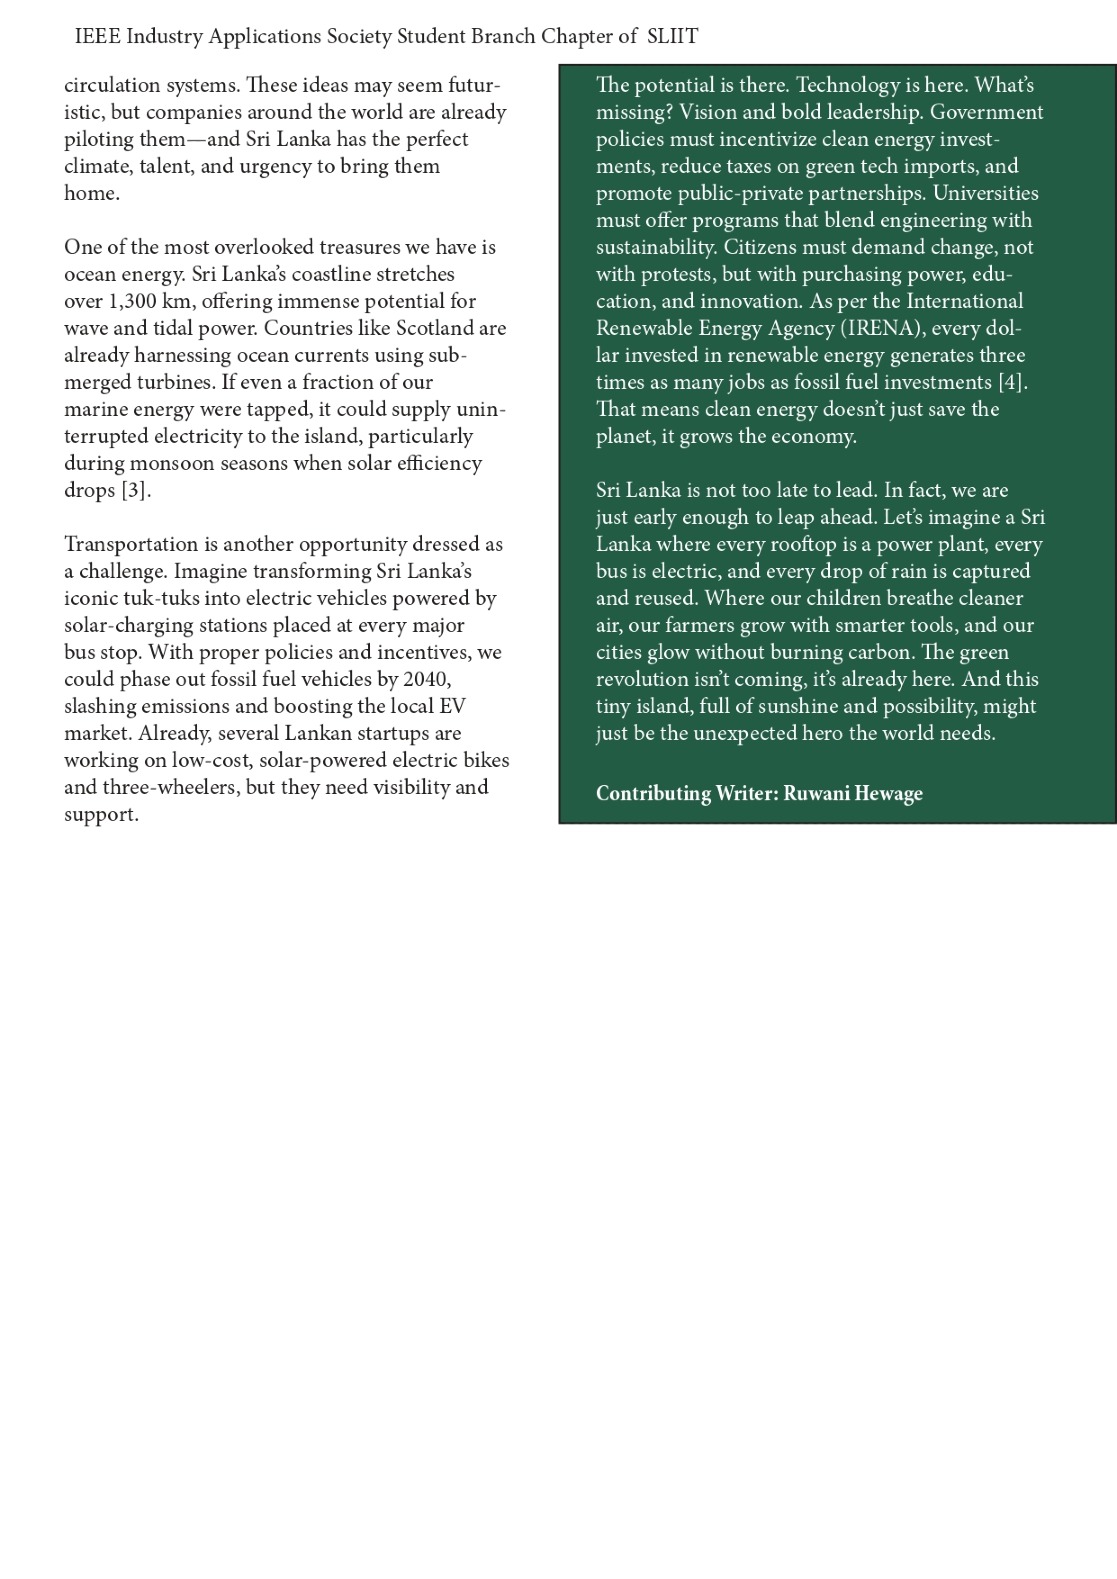 IEEE Industry Applications Society Student Branch Chapter of SLIIT
circulation systems. These ideas may seem futur-
istic, but companies around the world are already
piloting them—and Sri Lanka has the perfect
climate, talent, and urgency to bring them
home.
One of the most overlooked treasures we have is
ocean energy. Sri Lanka’s coastline stretches
over 1,300 km, offering immense potential for
wave and tidal power. Countries like Scotland are
already harnessing ocean currents using sub-
merged turbines. If even a fraction of our
marine energy were tapped, it could supply unin-
terrupted electricity to the island, particularly
during monsoon seasons when solar efficiency
drops [3].
Transportation is another opportunity dressed as
a challenge. Imagine transforming Sri Lanka’s
iconic tuk-tuks into electric vehicles powered by
solar-charging stations placed at every major
bus stop. With proper policies and incentives, we
could phase out fossil fuel vehicles by 2040,
slashing emissions and boosting the local EV
market. Already, several Lankan startups are
working on low-cost, solar-powered electric bikes
and three-wheelers, but they need visibility and
support.
The potential is there. Technology is here. What’s
missing? Vision and bold leadership. Government
policies must incentivize clean energy invest-
ments, reduce taxes on green tech imports, and
promote public-private partnerships. Universities
must offer programs that blend engineering with
sustainability. Citizens must demand change, not
with protests, but with purchasing power, edu-
cation, and innovation. As per the International
Renewable Energy Agency (IRENA), every dol-
lar invested in renewable energy generates three
times as many jobs as fossil fuel investments [4].
That means clean energy doesn’t just save the
planet, it grows the economy.
Sri Lanka is not too late to lead. In fact, we are
just early enough to leap ahead. Let’s imagine a Sri
Lanka where every rooftop is a power plant, every
bus is electric, and every drop of rain is captured
and reused. Where our children breathe cleaner
air, our farmers grow with smarter tools, and our
cities glow without burning carbon. The green
revolution isn’t coming, it’s already here. And this
tiny island, full of sunshine and possibility, might
just be the unexpected hero the world needs.
Contributing Writer: Ruwani Hewage